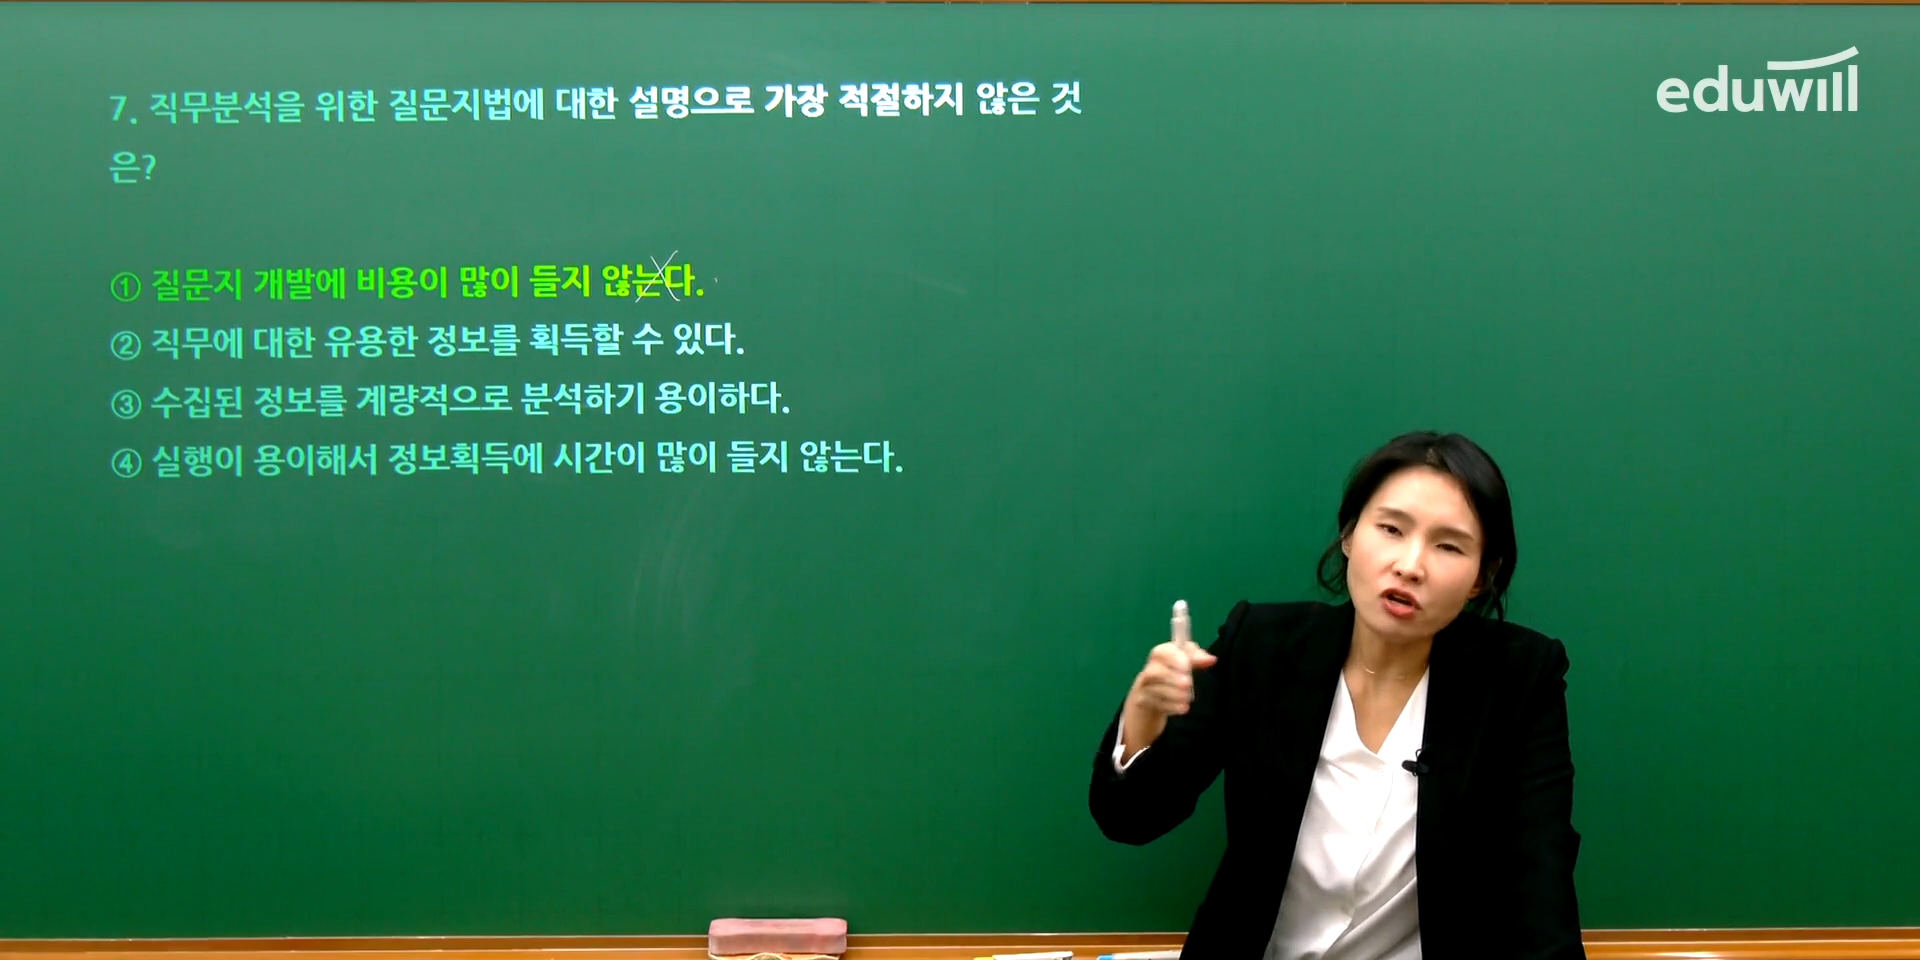 eduwill
7. 직무분석을 위한 질문지법에 대한 설명으로 가장 적절하지 않은 것
은?
① 질문지 개발에 비용이 많이 들지 않는다.
② 직무에 대한 유용한 정보를 획득할 수 있다.
③ 수집된 정보를 계량적으로 분석하기 용이하다.
④ 실행이 용이해서 정보획득에 시간이 많이 들지 않는다.